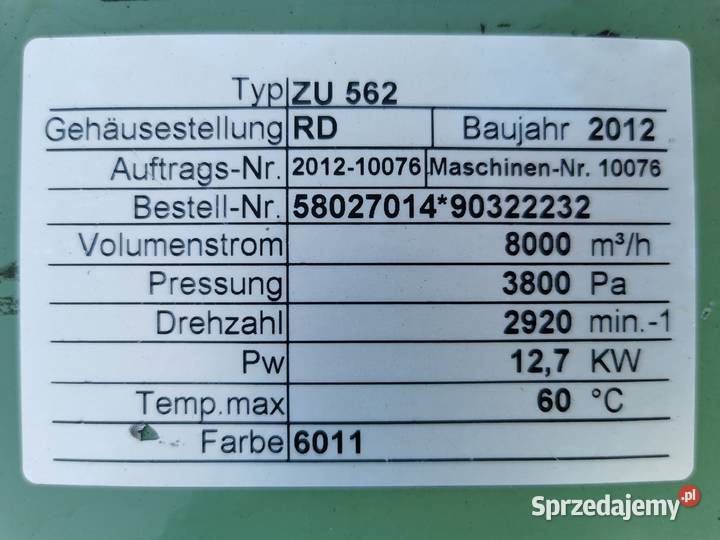 Typ ZU 562
Gehäusestellung RD Baujahr 2012
Auftrags-Nr. 2012-10076 Maschinen-Nr. 10076
Bestell-Nr. 58027014*90322232
Volumenstrom 8000 m³/h
Pressung 3800 Pa
Drehzahl 2920 min.-1
Pw 12,7 KW
Temp.max 60 °C
Farbe 6011
Sprzedajemy.pl